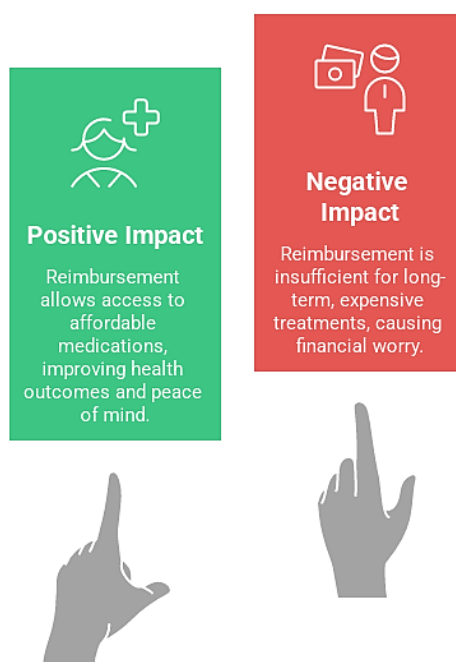 Positive Impact
Reimbursement
allows access to
affordable
medications,
improving health
outcomes and peace
of mind.
Negative
Impact
Reimbursement is
insufficient for long-
term, expensive
treatments, causing
financial worry.